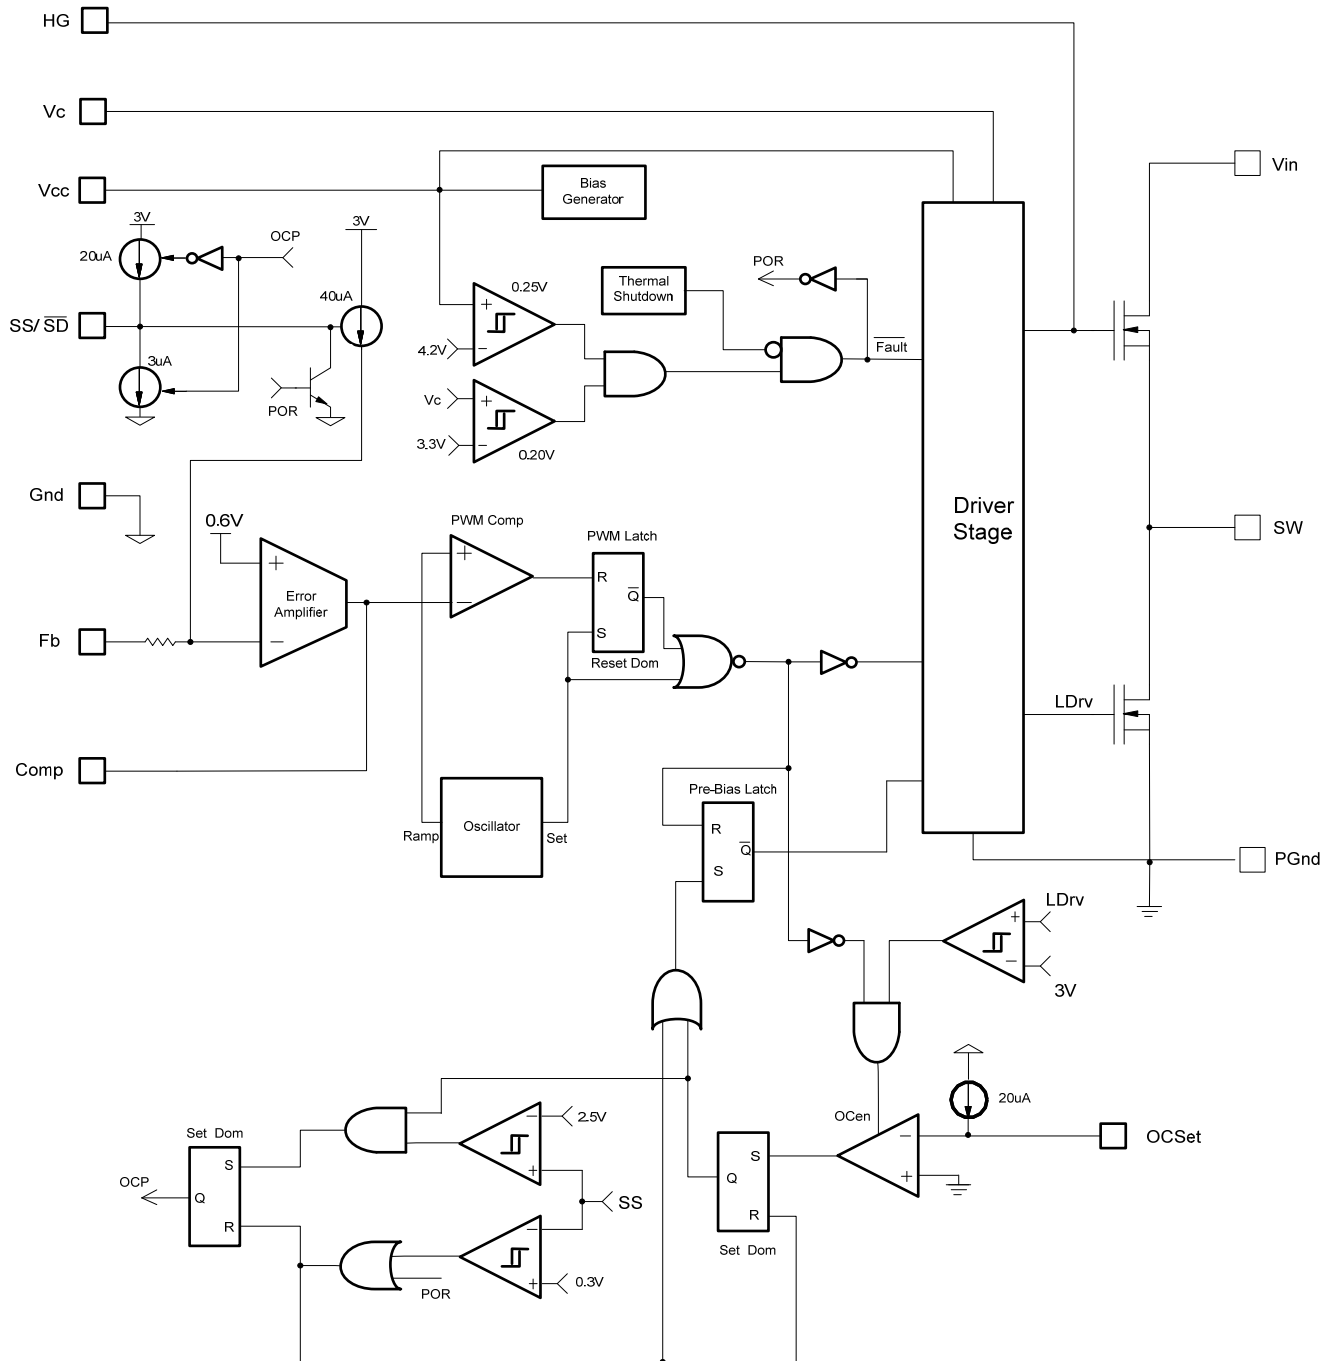 HG
Vc
Vcc
Bias
Generator
Vin
3V
3V
20uA
OCP
40uA
SS/SD
3uA
POR
0.25V
4.2V
Vc
3.3V
0.20V
Thermal
Shutdown
POR
Fault
Gnd
0.6V
PWM Comp
PWM Latch
Driver
Stage
SW
+
Error
Amplifier
−
+
−
R
Q
S
Reset Dom
Fb
LDrv
Comp
Ramp
Oscillator
Set
Pre-Bias Latch
R
Q
S
PGnd
LDrv
+
−
3V
20uA
OCen
OCSet
−
+
2.5V
−
+
SS
Set Dom
S
Q
R
OCP
−
+
0.3V
POR
S
Q
R
Set Dom
+
−
+
−